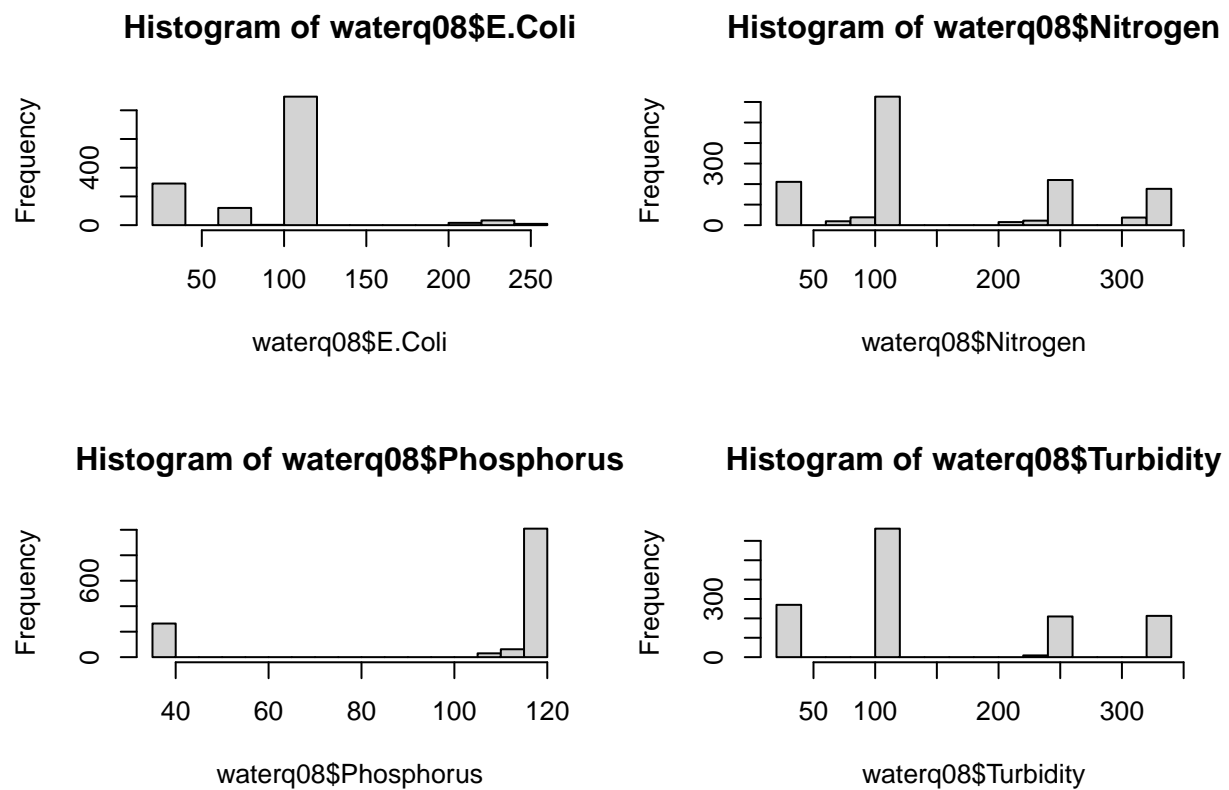 Histogram of waterq08$E.Coli
Frequency
0 400
50 100 150 200 250
waterq08$E.Coli
Histogram of waterq08$Nitrogen
Frequency
0 300
50 100 200 300
waterq08$Nitrogen
Histogram of waterq08$Phosphorus
Frequency
0 600
40 60 80 100 120
waterq08$Phosphorus
Histogram of waterq08$Turbidity
Frequency
0 300
50 100 200 300
waterq08$Turbidity